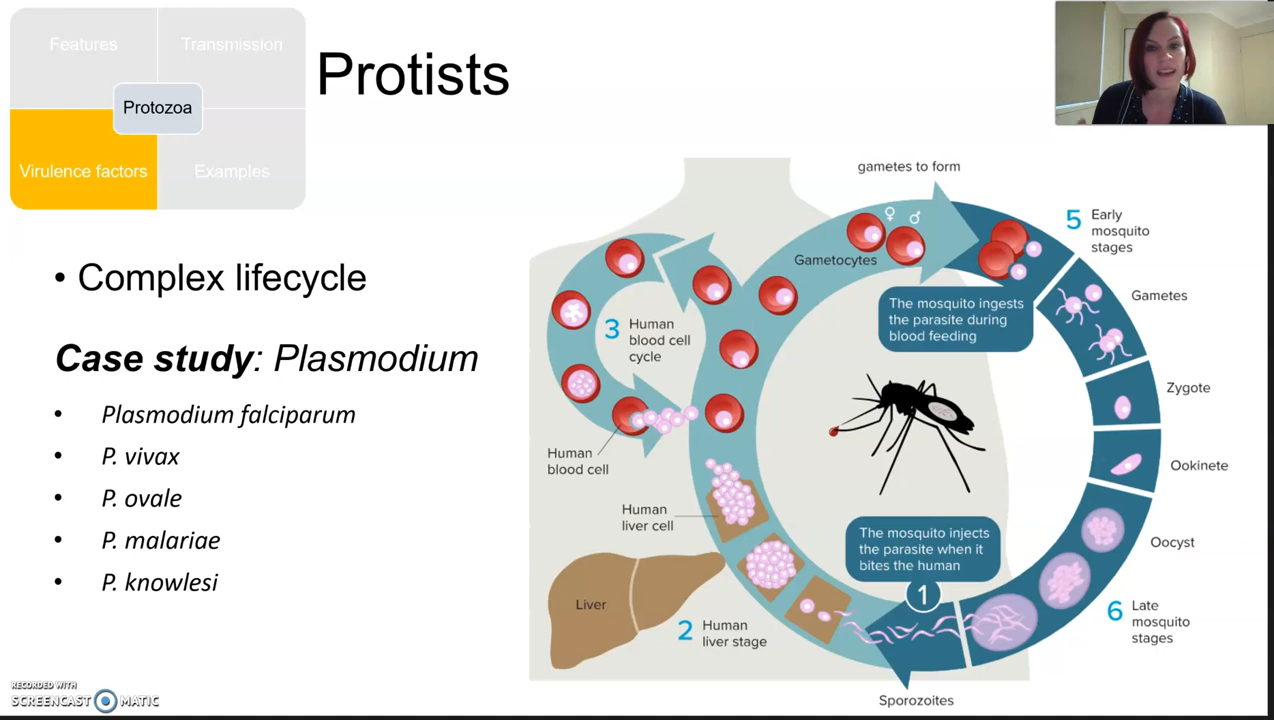 Features
Transmission
Protozoa
Virulence factors
Examples
Protists
• Complex lifecycle
Case study: Plasmodium
• Plasmodium falciparum
• P. vivax
• P. ovale
• P. malariae
• P. knowlesi
gametes to form
♀ ♂
Gametocytes
5 Early
mosquito
stages
The mosquito ingests
the parasite during
blood feeding
Gametes
Zygote
Ookinete
Oocyst
6 Late
mosquito
stages
3 Human
blood cell
cycle
Human
blood cell
Human
liver cell
Liver
2 Human
liver stage
The mosquito injects
the parasite when it
bites the human
1
Sporozoites
RECORDED WITH
SCREENCAST MATIC